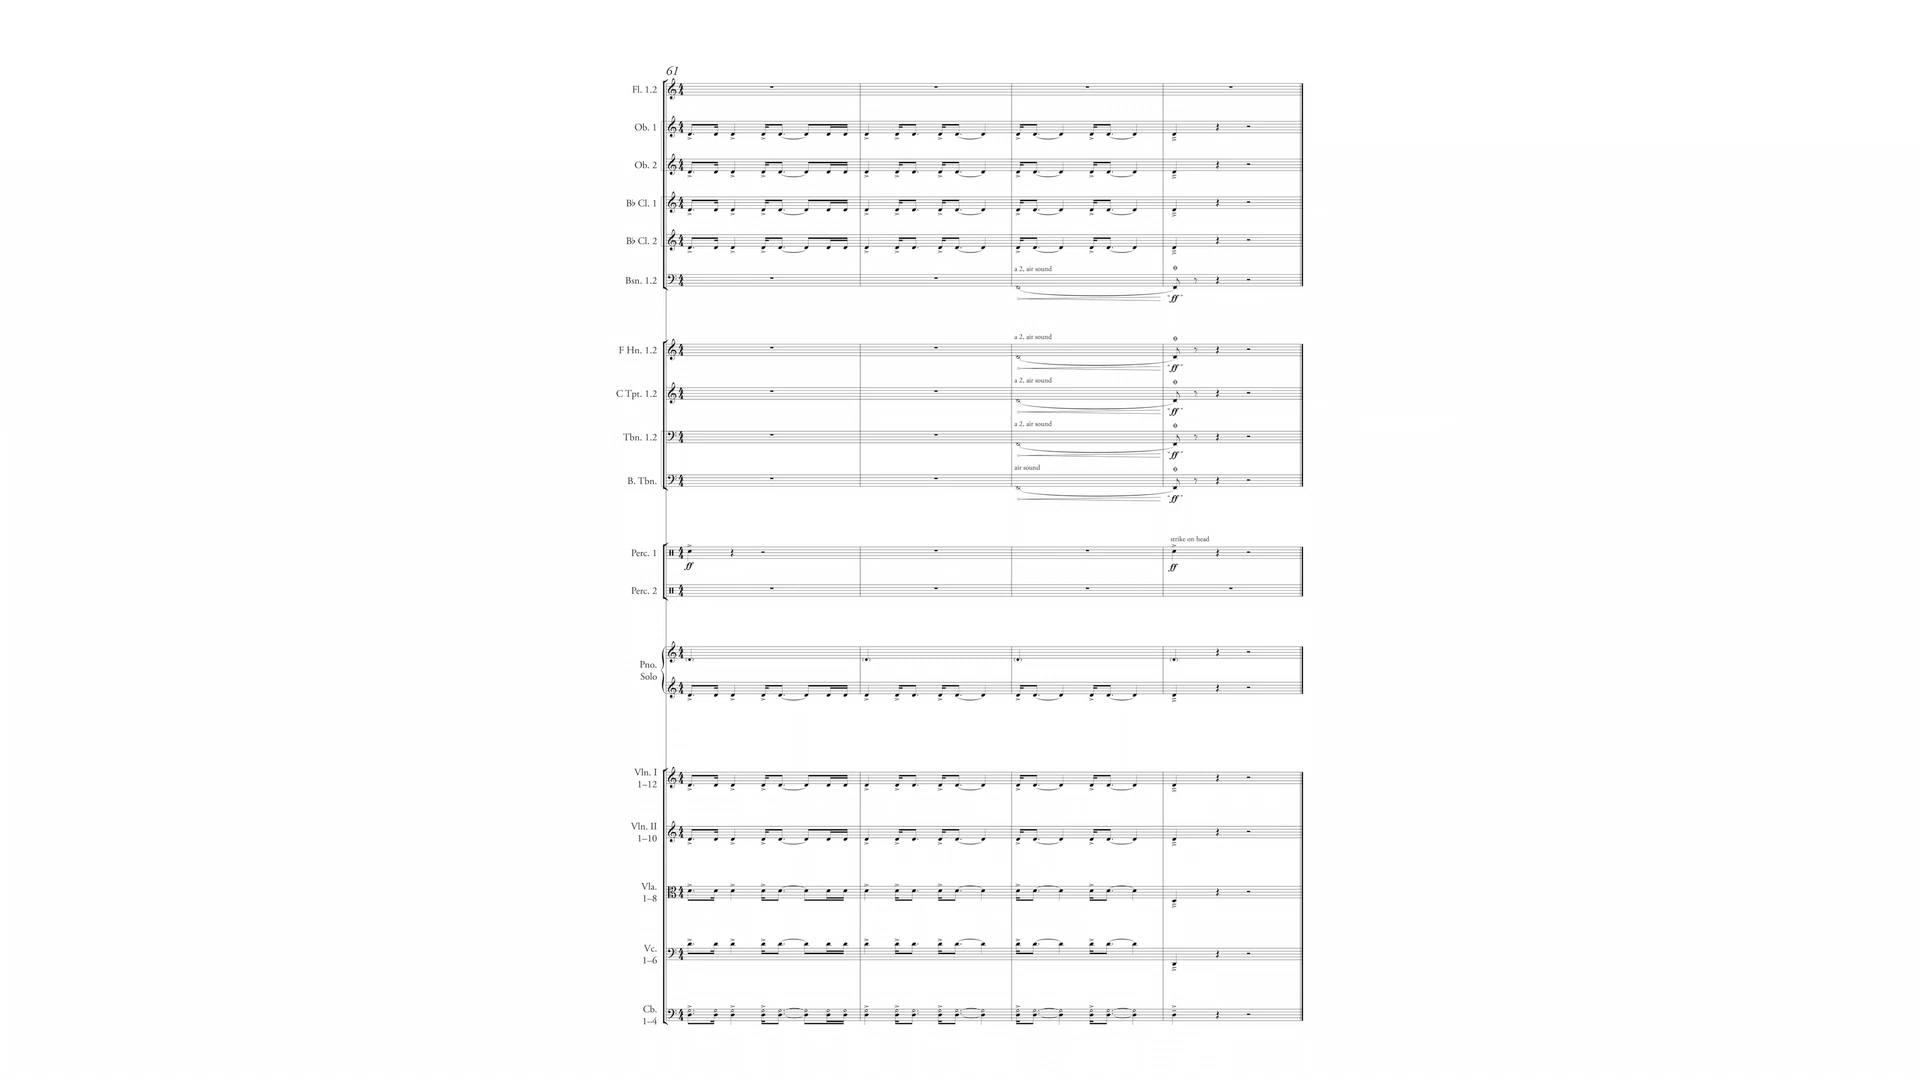 61
Fl. 1.2
Ob. 1
Ob. 2
B♭ Cl. 1
B♭ Cl. 2
a 2, air sound
Bsn. 1.2
"ff"
a 2, air sound
F Hn. 1.2
"ff"
a 2, air sound
C Tpt. 1.2
"ff"
a 2, air sound
Tbn. 1.2
"ff"
air sound
B. Tbn.
"ff"
strike on head
Perc. 1
ff ff
Perc. 2
Pno.
Solo
Vln. I
1–12
Vln. II
1–10
Vla.
1–8
Vc.
1–6
Cb.
1–4